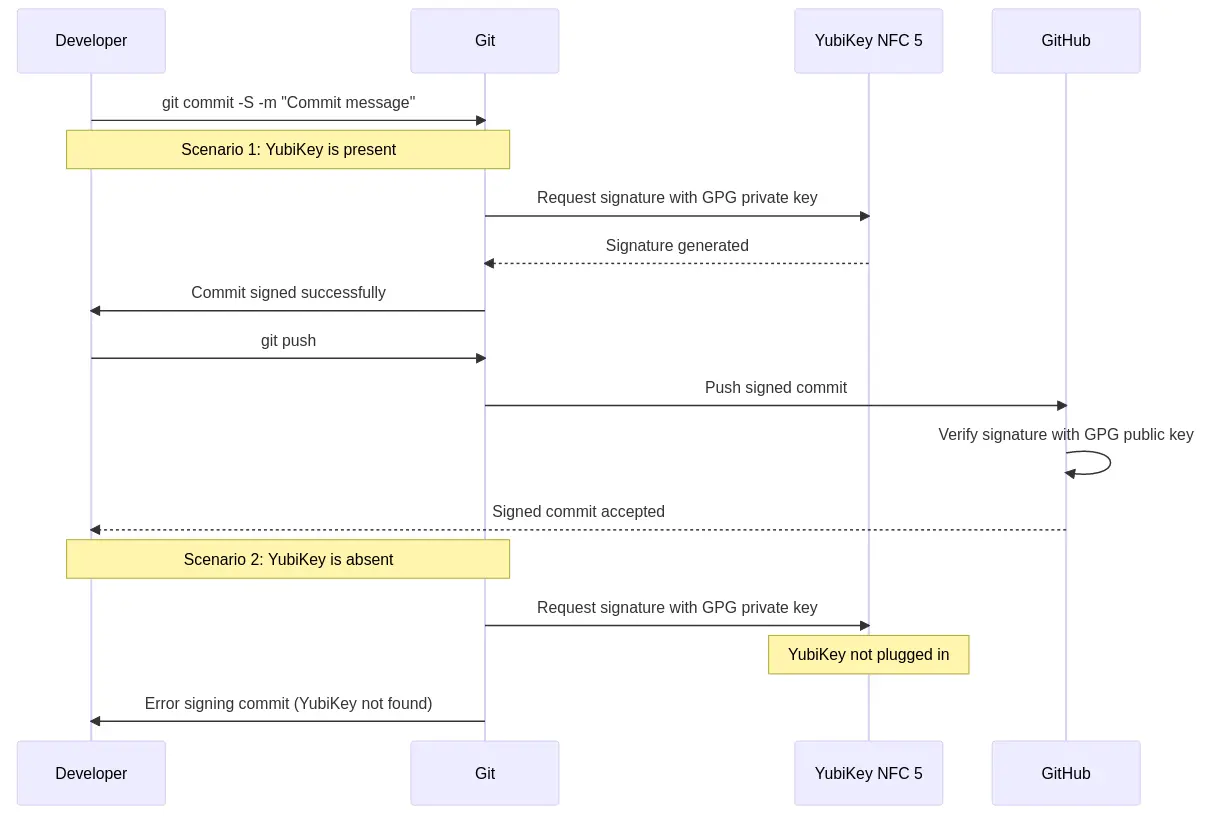 Developer
Git
YubiKey NFC 5
GitHub
git commit -S -m "Commit message"
Scenario 1: YubiKey is present
Request signature with GPG private key
Signature generated
Commit signed successfully
git push
Push signed commit
Verify signature with GPG public key
Signed commit accepted
Scenario 2: YubiKey is absent
Request signature with GPG private key
YubiKey not plugged in
Error signing commit (YubiKey not found)
Developer
Git
YubiKey NFC 5
GitHub